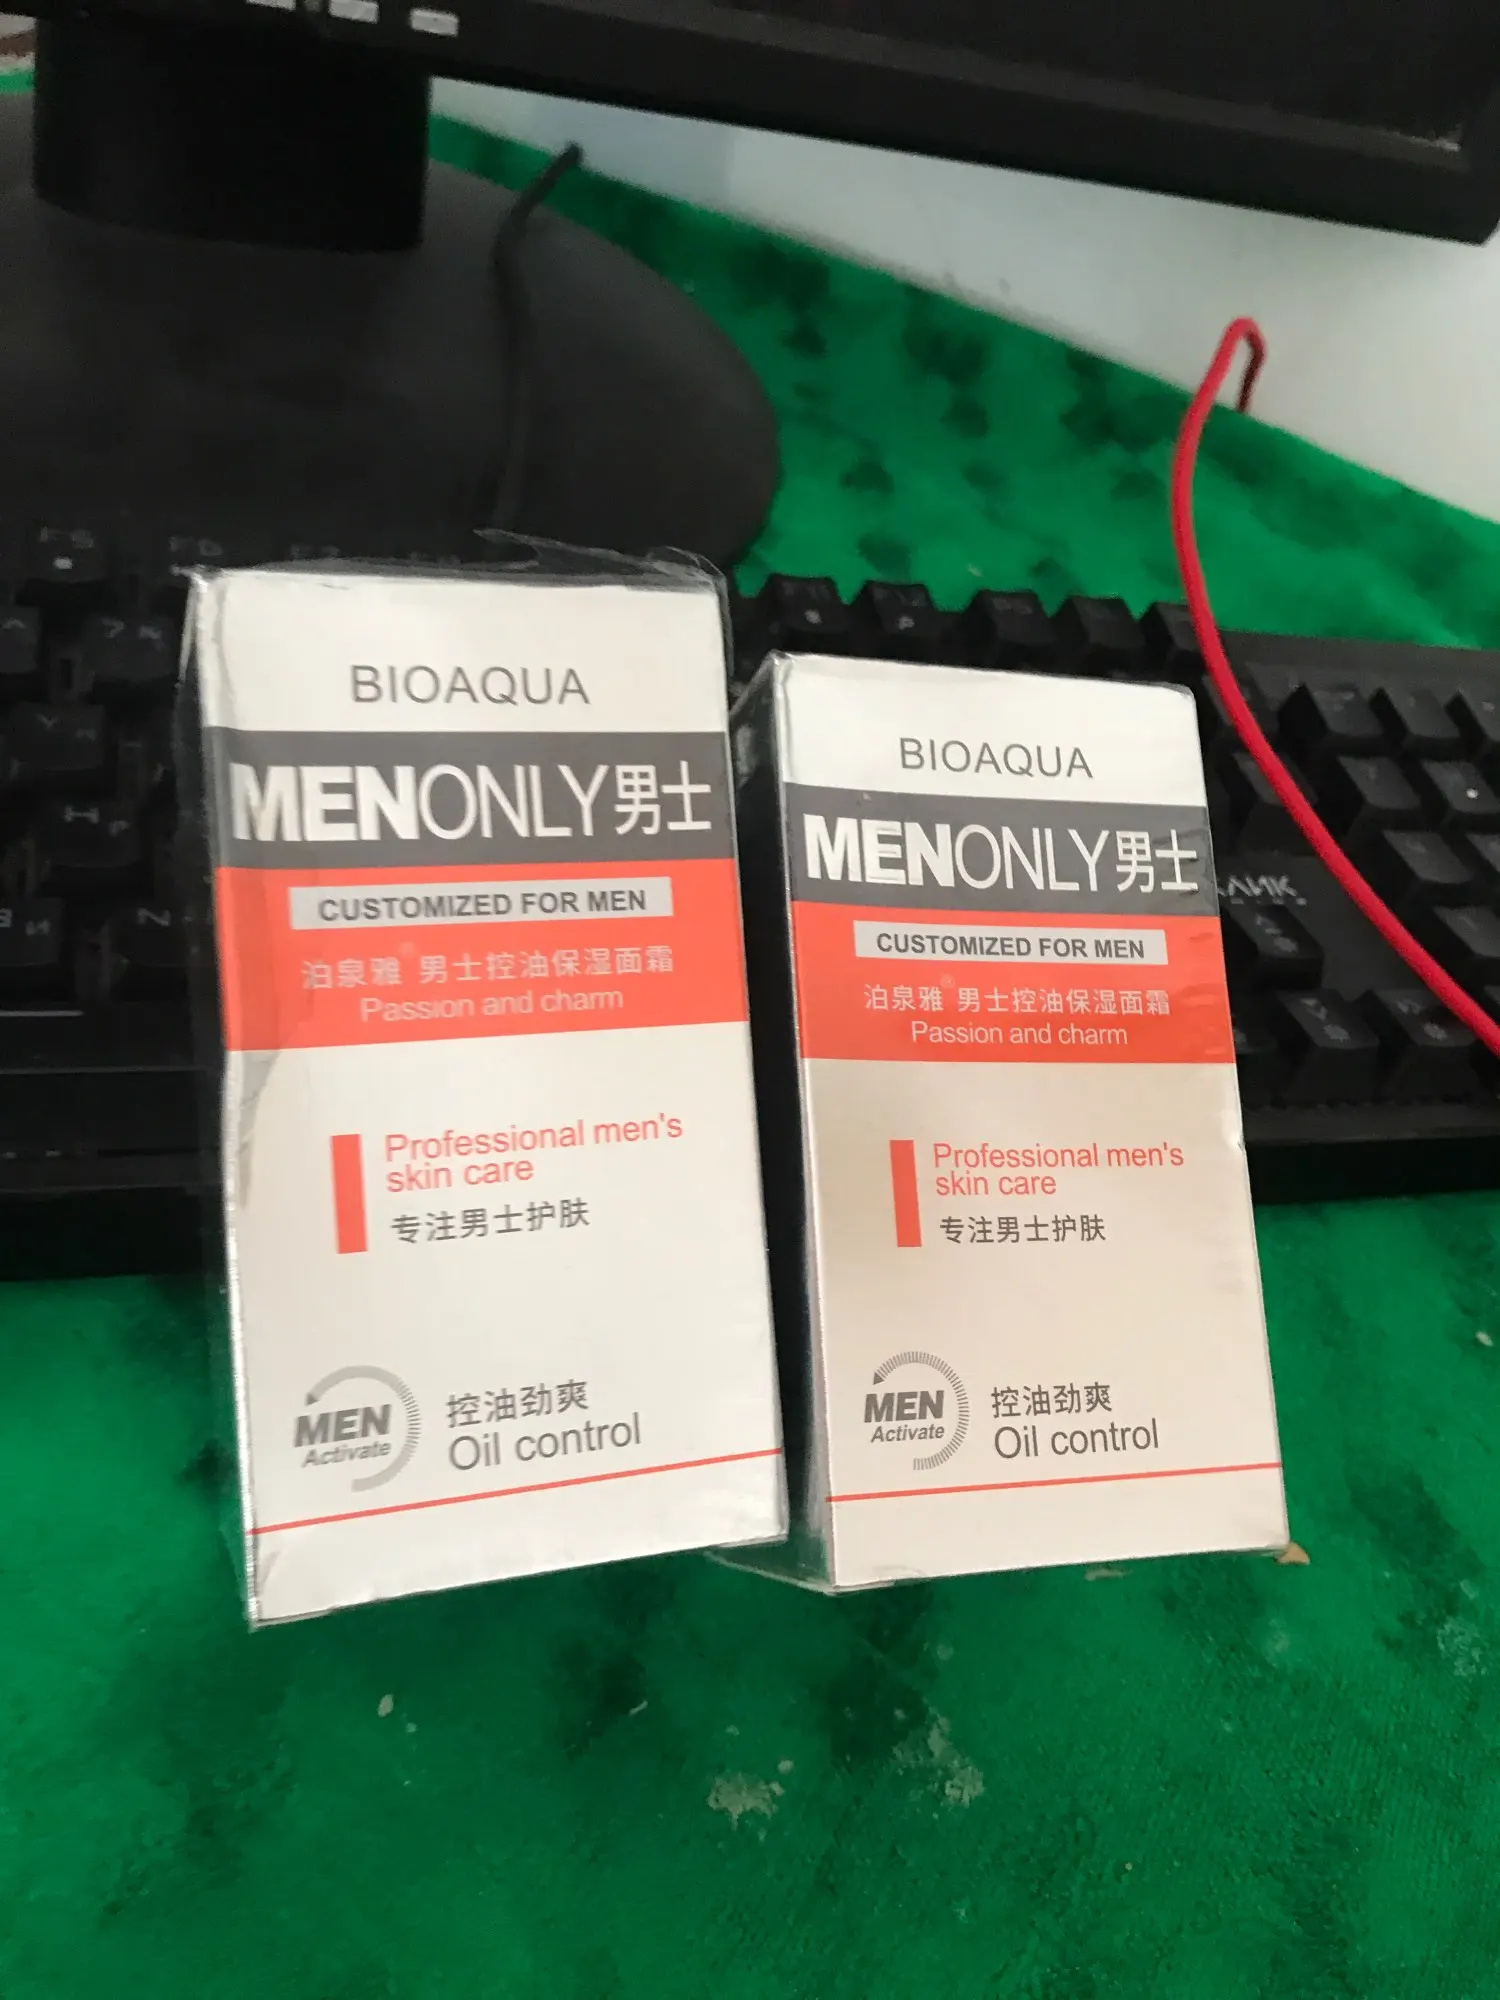 BIOAQUA
MENONLY男士
CUSTOMIZED FOR MEN
泊泉雅® 男士控油保湿面霜
Passion and charm
Professional men's
skin care
专注男士护肤
MEN
Activate
控油劲爽
Oil control
BIOAQUA
MENONLY男士
CUSTOMIZED FOR MEN
泊泉雅® 男士控油保湿面霜
Passion and charm
Professional men's
skin care
专注男士护肤
MEN
Activate
控油劲爽
Oil control